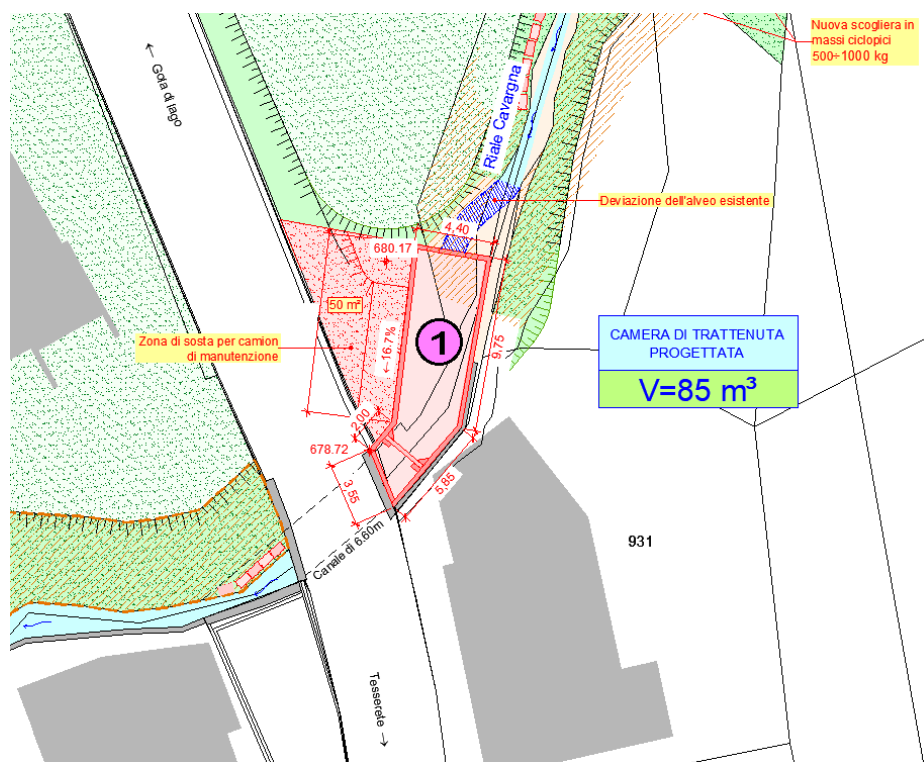 Nuova scogliera in
massi ciclopici
500÷1000 kg
← Gola di lago
Riale Cavargna
Deviazione dell'alveo esistente
4,40
680.17
50 m²
1
CAMERA DI TRATTENUTA
PROGETTATA
V=85 m³
Zona di sosta per camion
di manutenzione
←16.7%
9,75
2,00
678.72
3,55
5,85
Canale di 6.60m
931
Tesserete →